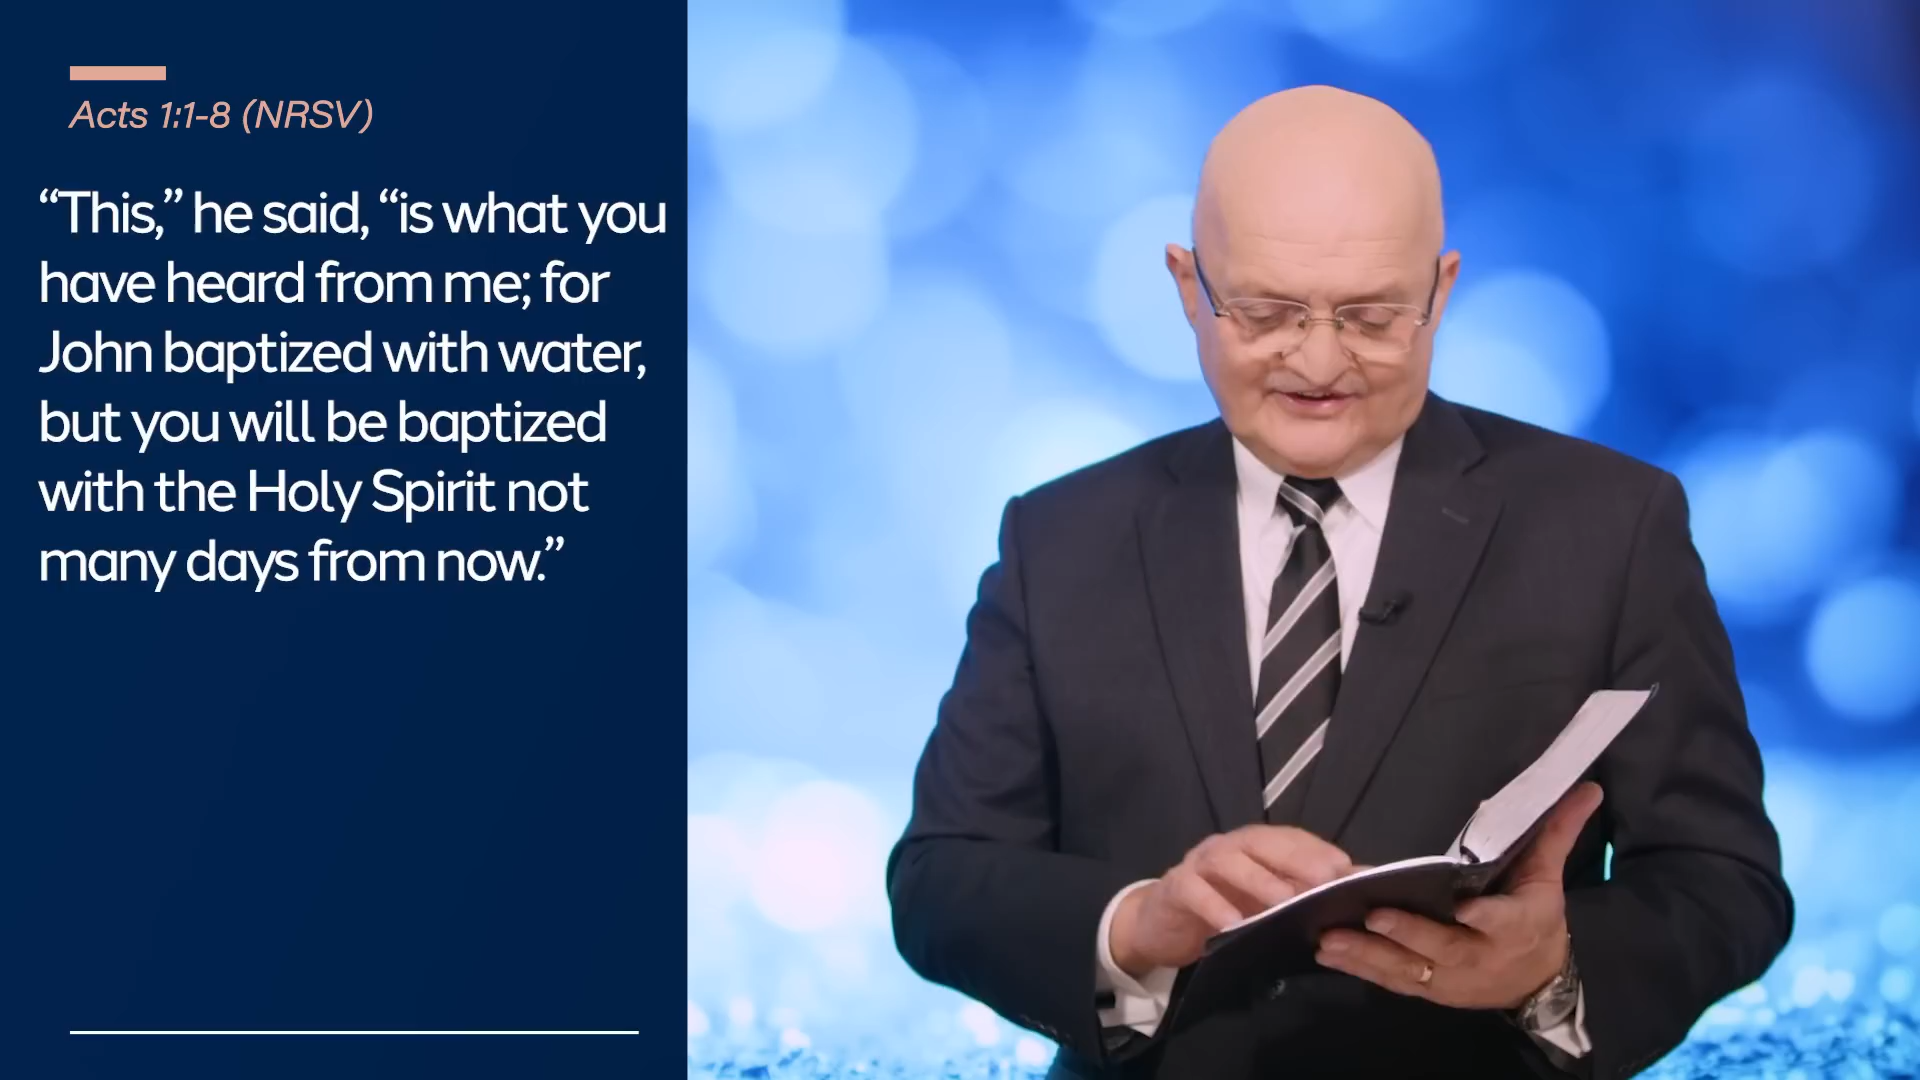 Acts 1:1-8 (NRSV)
“This,” he said, “is what you
have heard from me; for
John baptized with water,
but you will be baptized
with the Holy Spirit not
many days from now.”